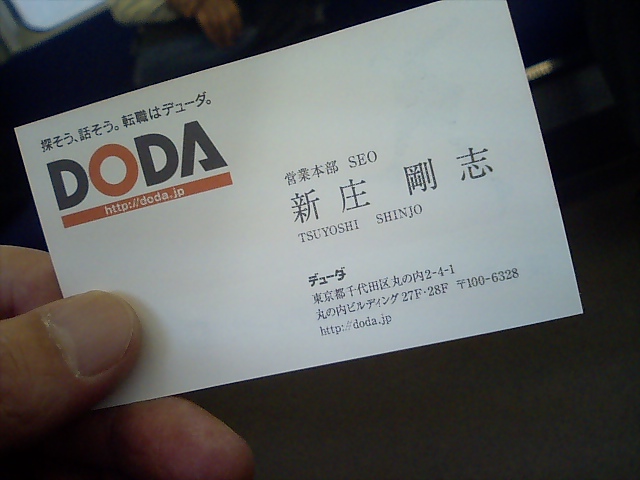 探そう、話そう。転職はデューダ。
DODA
http://doda.jp
営業本部 SEO
新庄 剛志
TSUYOSHI SHINJO
デューダ
東京都千代田区丸の内2-4-1
丸の内ビルディング 27F・28F 〒100-6328
http://doda.jp